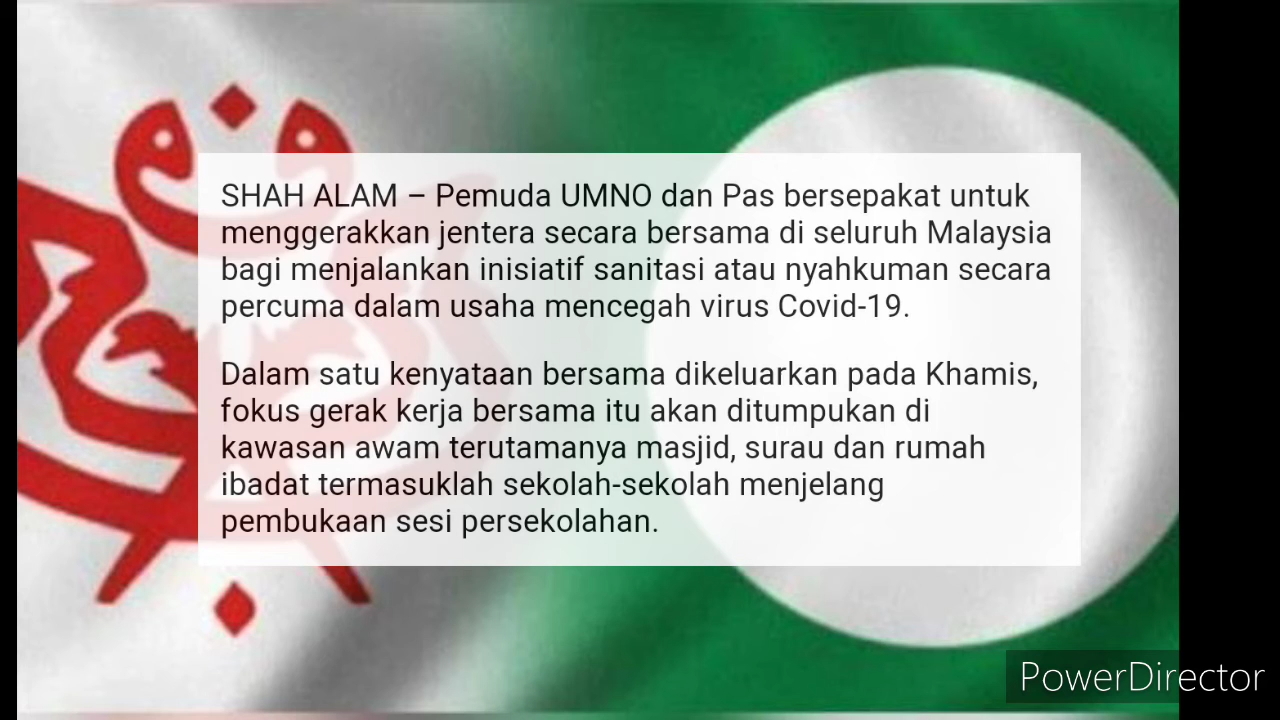 SHAH ALAM – Pemuda UMNO dan Pas bersepakat untuk
menggerakkan jentera secara bersama di seluruh Malaysia
bagi menjalankan inisiatif sanitasi atau nyahkuman secara
percuma dalam usaha mencegah virus Covid-19.
Dalam satu kenyataan bersama dikeluarkan pada Khamis,
fokus gerak kerja bersama itu akan ditumpukan di
kawasan awam terutamanya masjid, surau dan rumah
ibadat termasuklah sekolah-sekolah menjelang
pembukaan sesi persekolahan.
PowerDirector